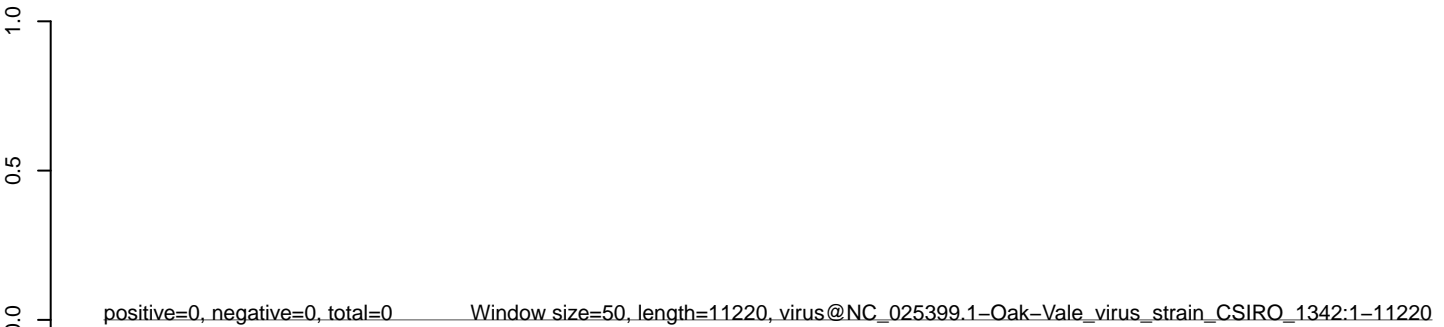 1.0
0.5
0.0
positive=0, negative=0, total=0 Window size=50, length=11220, virus@NC_025399.1−Oak−Vale_virus_strain_CSIRO_1342:1−11220